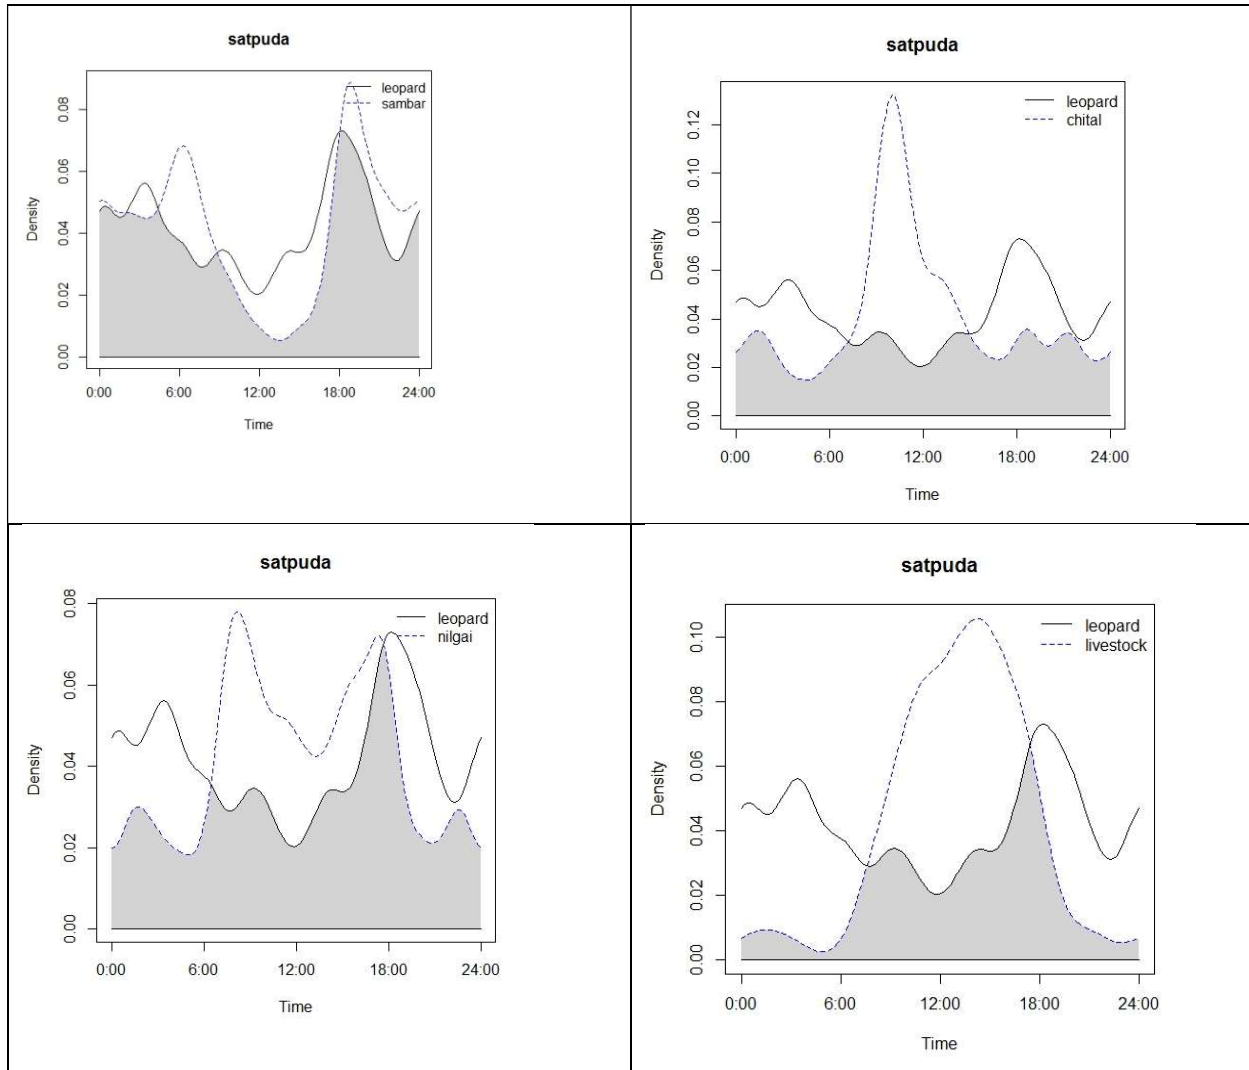 satpuda
leopard
sambar
Density
0.00 0.02 0.04 0.06 0.08
0:00 6:00 12:00 18:00 24:00
Time
satpuda
leopard
chital
Density
0.00 0.02 0.04 0.06 0.08 0.10 0.12
0:00 6:00 12:00 18:00 24:00
Time
satpuda
leopard
nilgai
Density
0.00 0.02 0.04 0.06 0.08
0:00 6:00 12:00 18:00 24:00
Time
satpuda
leopard
livestock
Density
0.00 0.02 0.04 0.06 0.08 0.10
0:00 6:00 12:00 18:00 24:00
Time